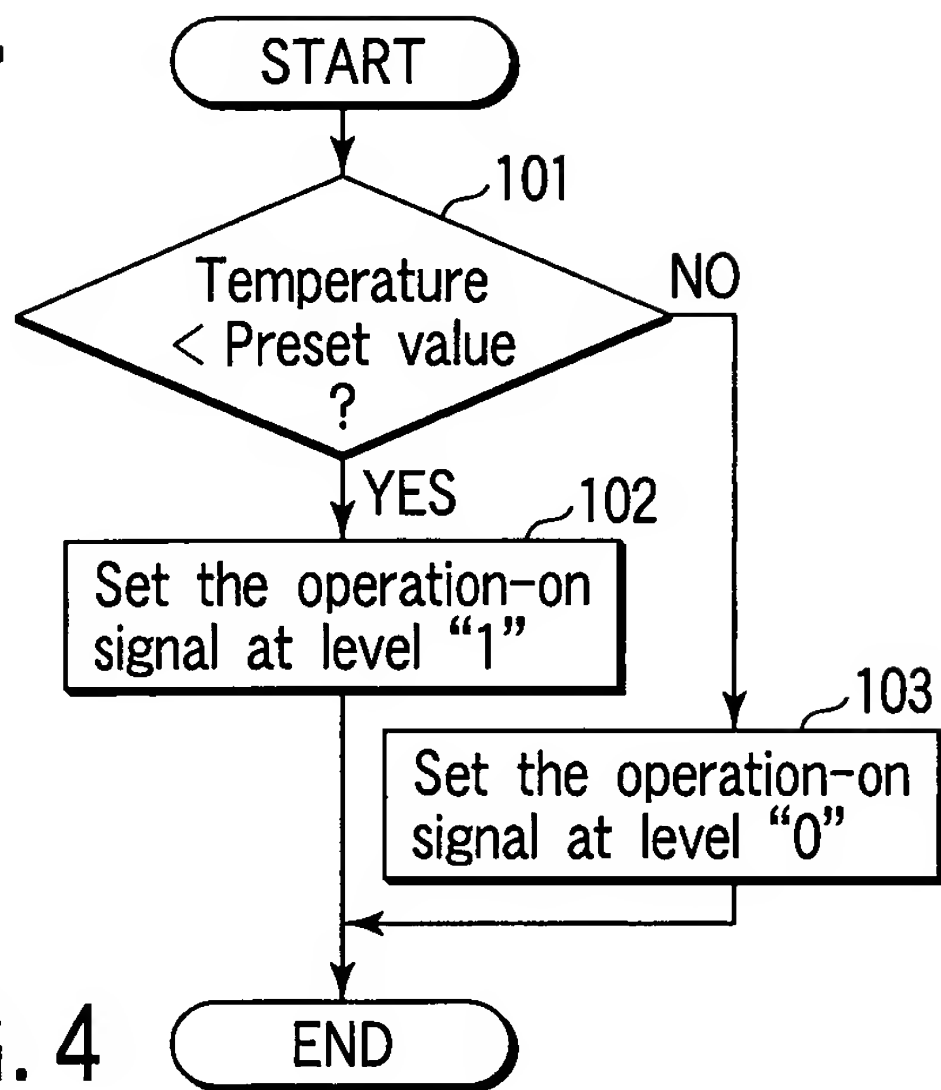 START
101
Temperature
< Preset value
?
NO
YES
102
Set the operation-on
signal at level “1”
103
Set the operation-on
signal at level “0”
END
. 4